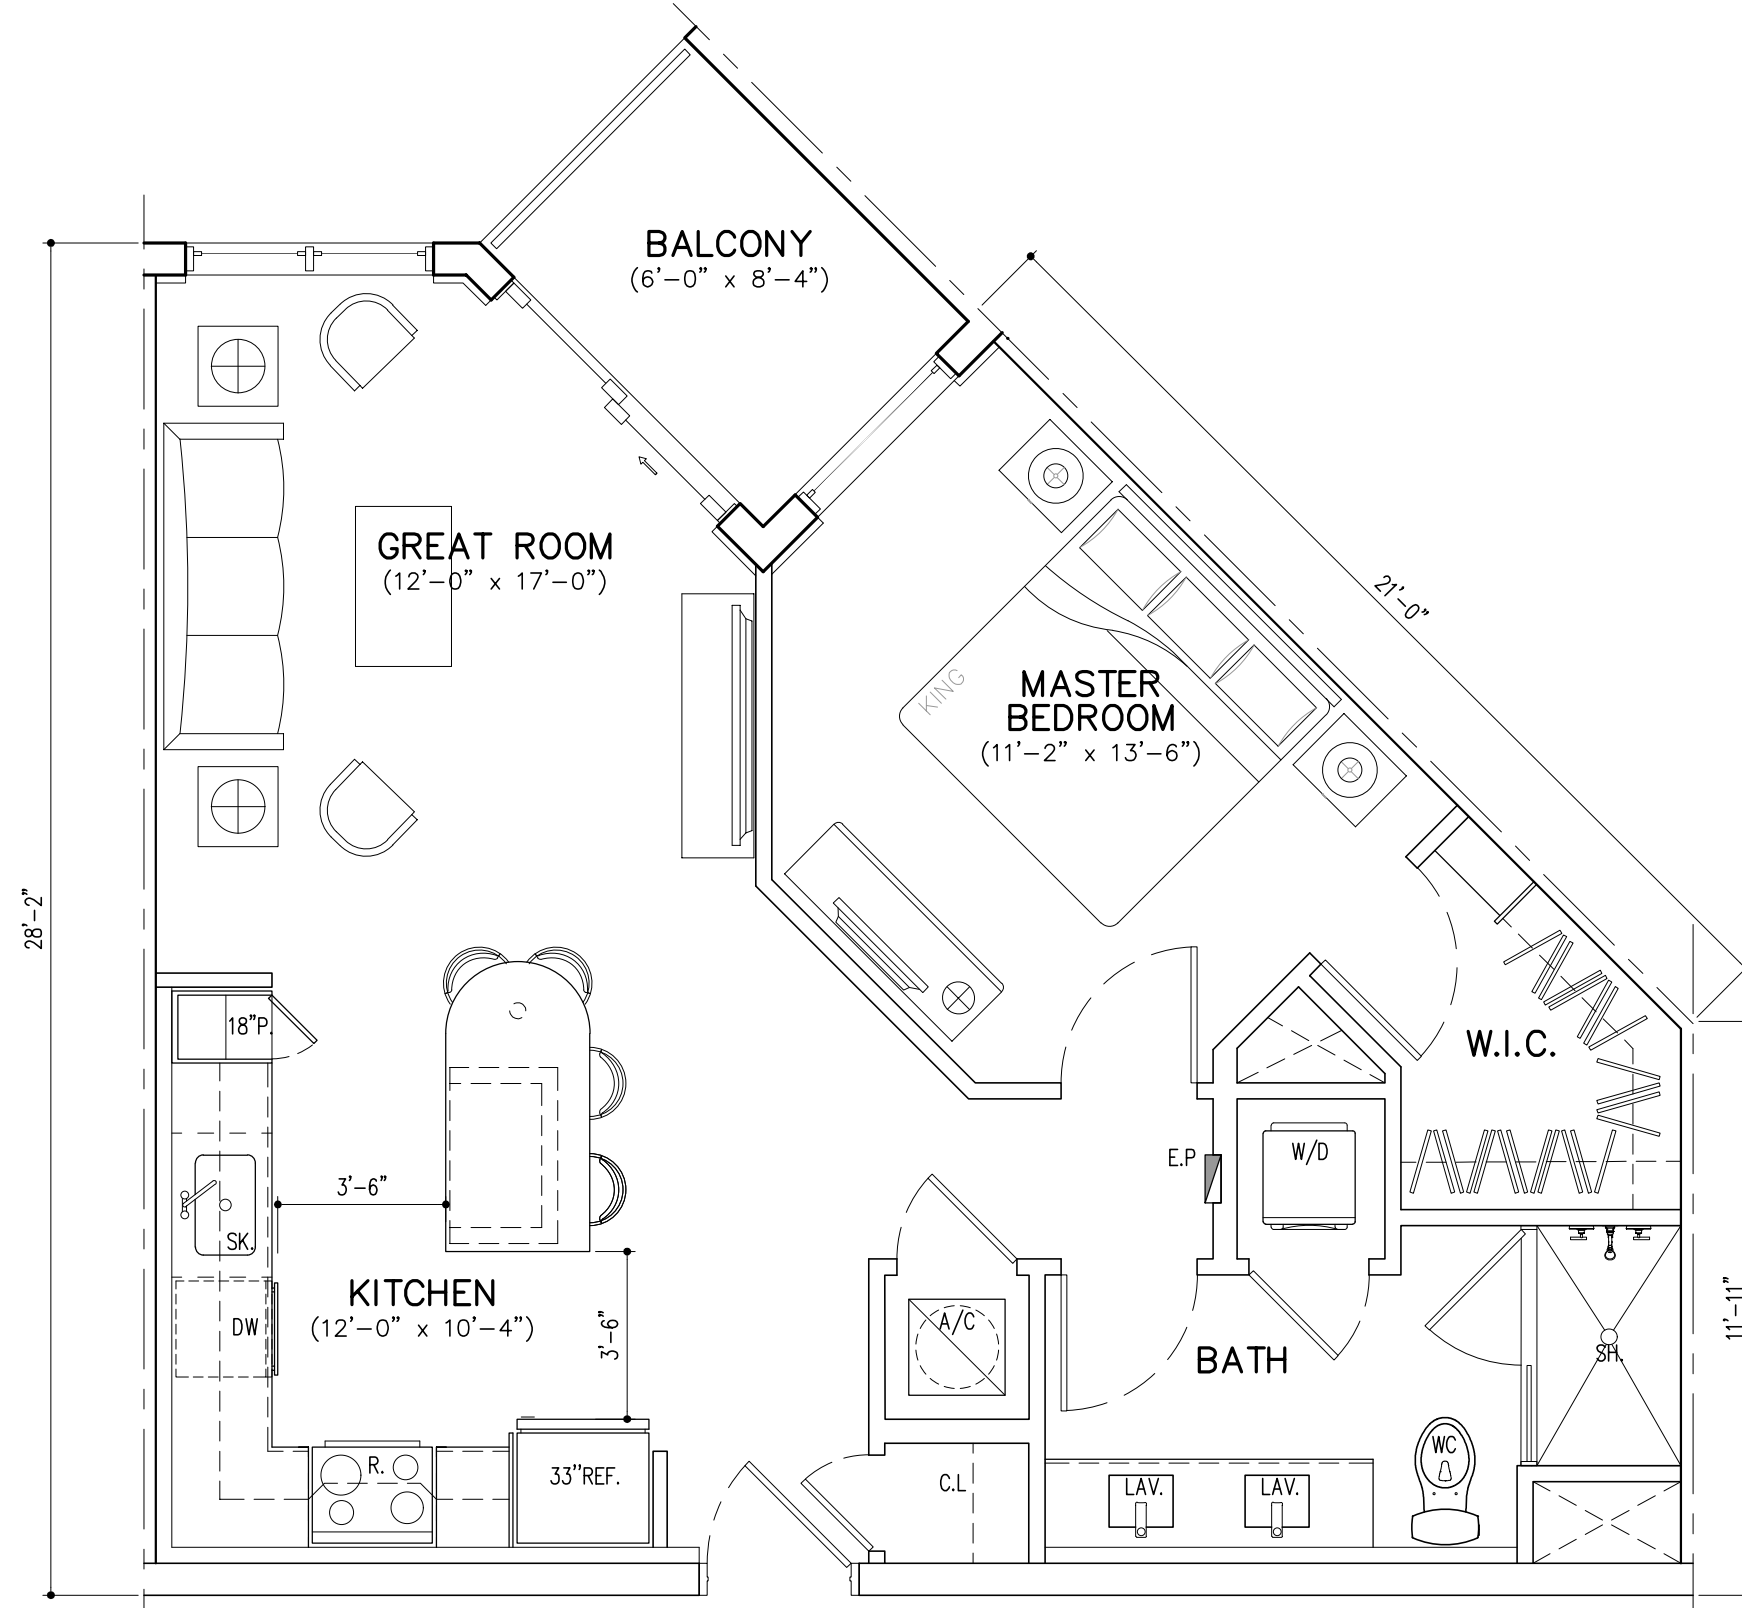 BALCONY
(6'-0" x 8'-4")
GREAT ROOM
(12'-0" x 17'-0")
21'-0"
KING
MASTER
BEDROOM
(11'-2" x 13'-6")
28'-2"
18"P.
W.I.C.
3'-6"
E.P
W/D
SK.
KITCHEN
(12'-0" x 10'-4")
DW
3'-6"
A/C
BATH
SH.
11'-11"
R.
33"REF.
C.L
LAV.
LAV.
WC